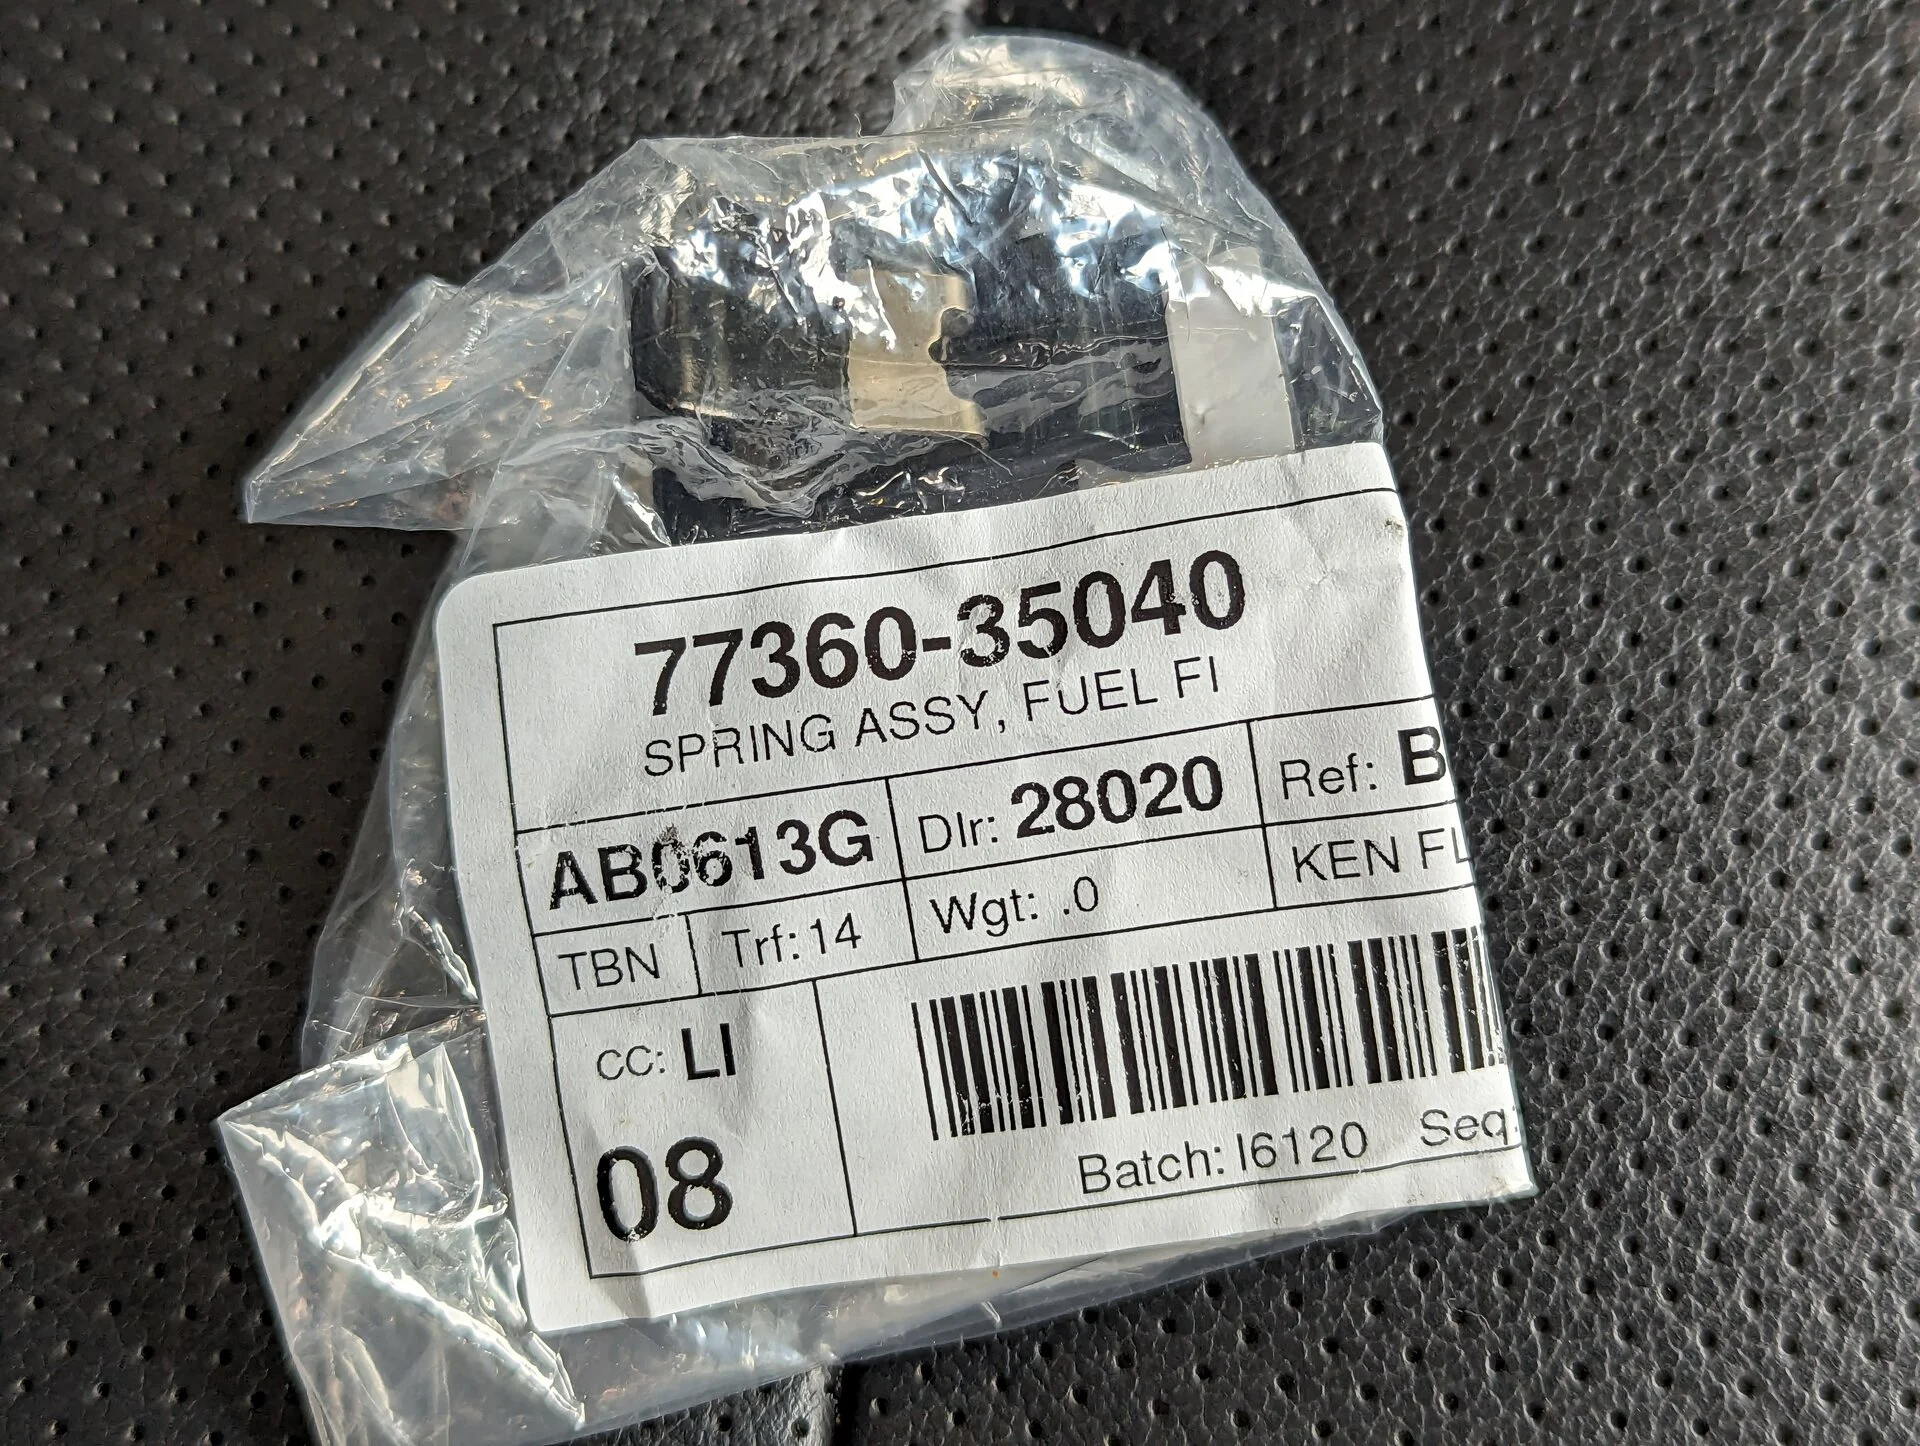 77360-35040
SPRING ASSY, FUEL FI
AB0613G
Dlr: 28020
Ref: B
TBN
Trf: 14
Wgt: .0
KEN FL
CC: LI
08
Batch: I6120 Seq: